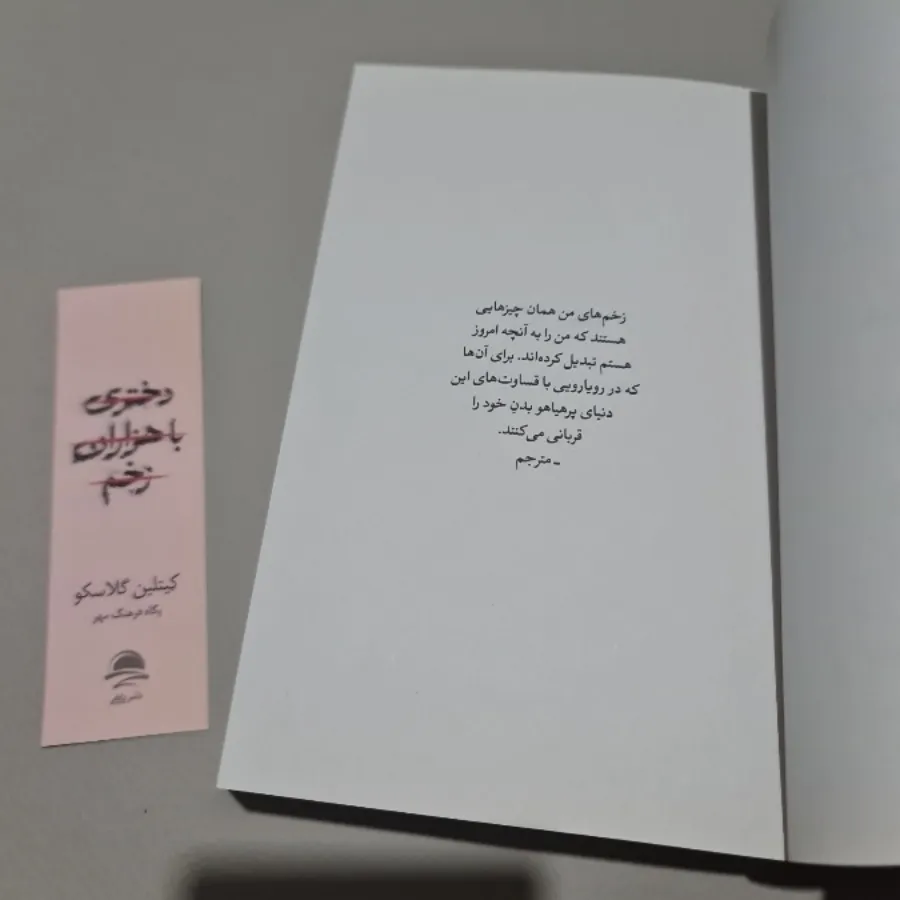 زخم‌های من همان چیزهایی
هستند که من را به آنچه امروز
هستم تبدیل کرده‌اند. برای آن‌ها
که در رویارویی با قساوت‌های این
دنیای پرهیاهو بدنِ خود را
قربانی می‌کنند.
ـ مترجم
دختری
با هزاران
زخم
کیتلین گلاسکو
پگاه فرهنگ مهر